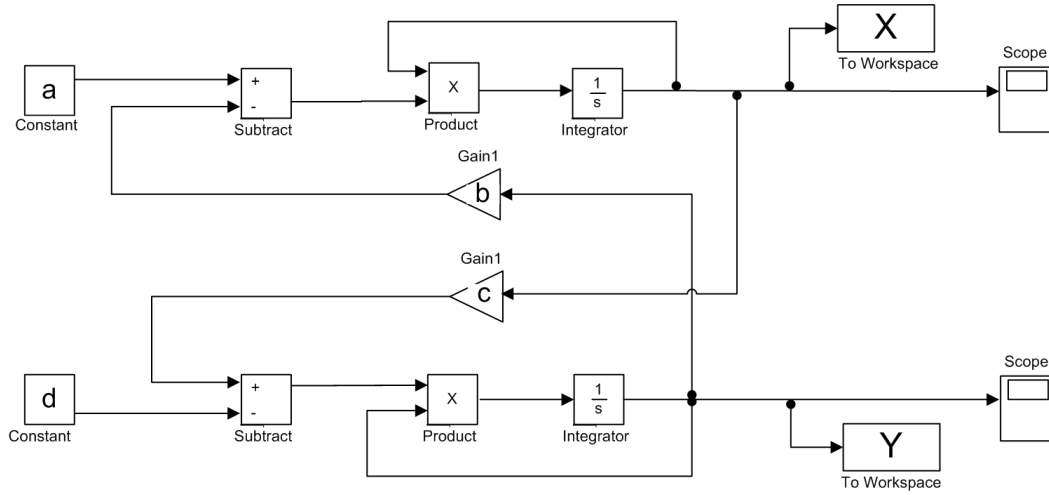 X
To Workspace
Scope
a
Constant
+
-
Subtract
X
Product
1
s
Integrator
Gain1
b
Gain1
c
d
Constant
+
-
Subtract
X
Product
1
s
Integrator
Scope
Y
To Workspace